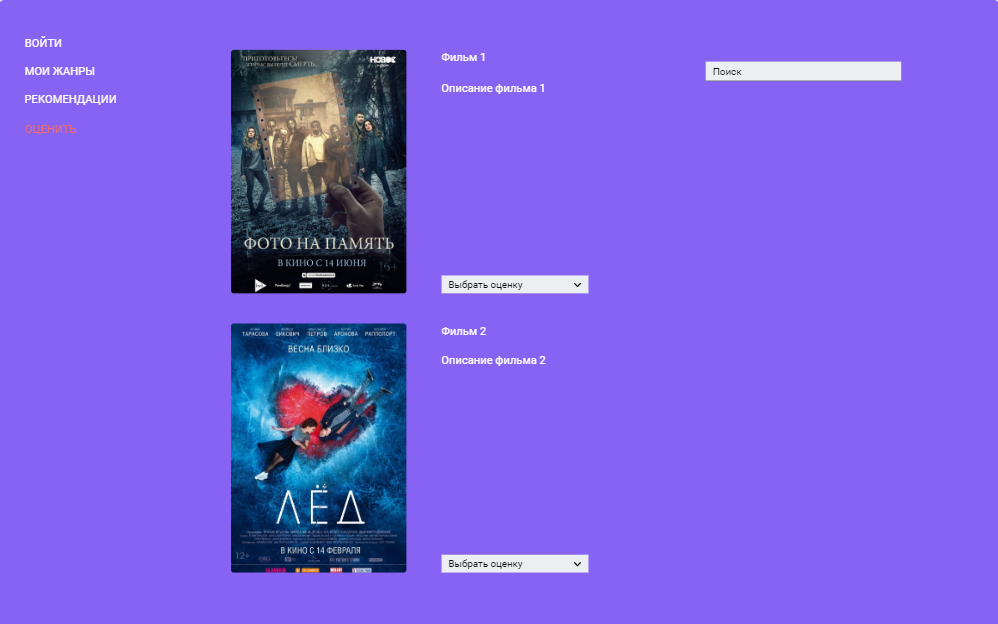 ВОЙТИ
МОИ ЖАНРЫ
РЕКОМЕНДАЦИИ
ОЦЕНИТЬ
ПРИГОТОВЬТЕСЬ!
СМЕРТЬ
НОВОЕ
ФОТО НА ПАМЯТЬ
В КИНО С 14 ИЮНЯ
16+
Фильм 1
Описание фильма 1
Выбрать оценку
Поиск
ТАРАСОВА БИКОВИЧ ПЕТРОВ АРОНОВА РАППОПОРТ
ВЕСНА БЛИЗКО
ЛЁД
В КИНО С 14 ФЕВРАЛЯ
12+
Фильм 2
Описание фильма 2
Выбрать оценку